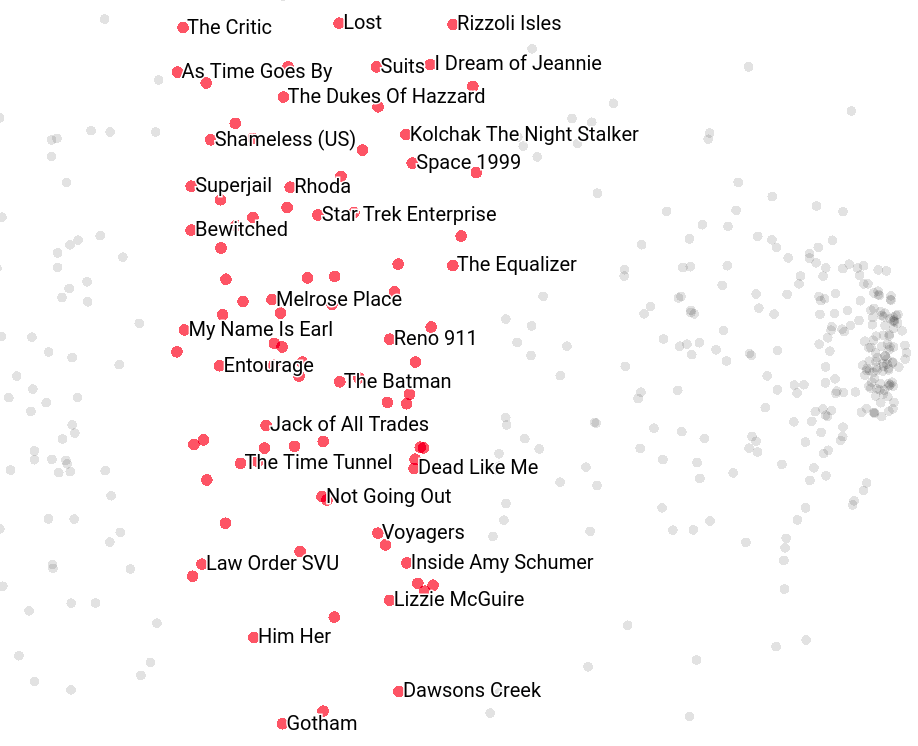 The Critic
Lost
Rizzoli Isles
As Time Goes By
Suits
I Dream of Jeannie
The Dukes Of Hazzard
Shameless (US)
Kolchak The Night Stalker
Space 1999
Superjail
Rhoda
Star Trek Enterprise
Bewitched
The Equalizer
Melrose Place
My Name Is Earl
Reno 911
Entourage
The Batman
Jack of All Trades
The Time Tunnel
Dead Like Me
Not Going Out
Voyagers
Law Order SVU
Inside Amy Schumer
Lizzie McGuire
Him Her
Dawsons Creek
Gotham